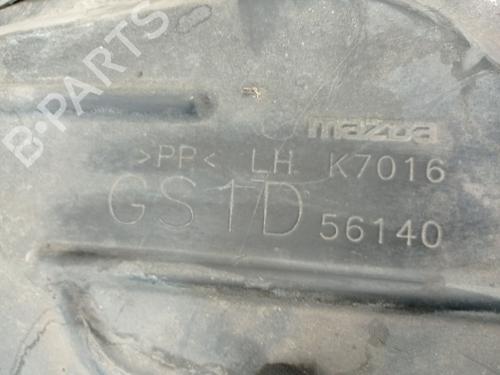 B-PARTS
mazda
>PP< LH K7016
GS1D 56140